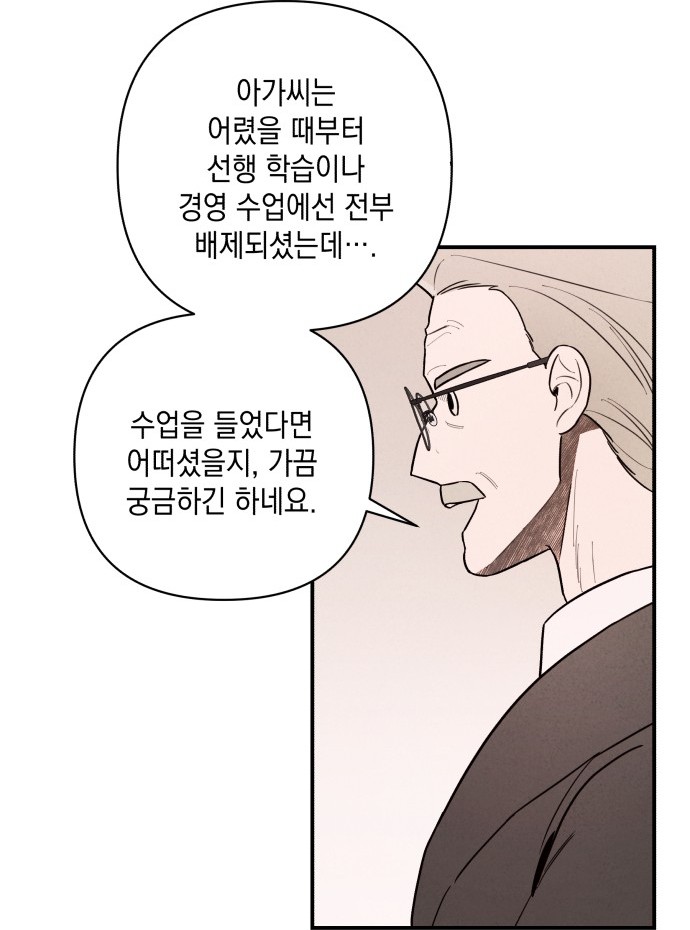 아가씨는
어렸을 때부터
선행 학습이나
경영 수업에선 전부
배제되셨는데….
수업을 들었다면
어떠셨을지, 가끔
궁금하긴 하네요.